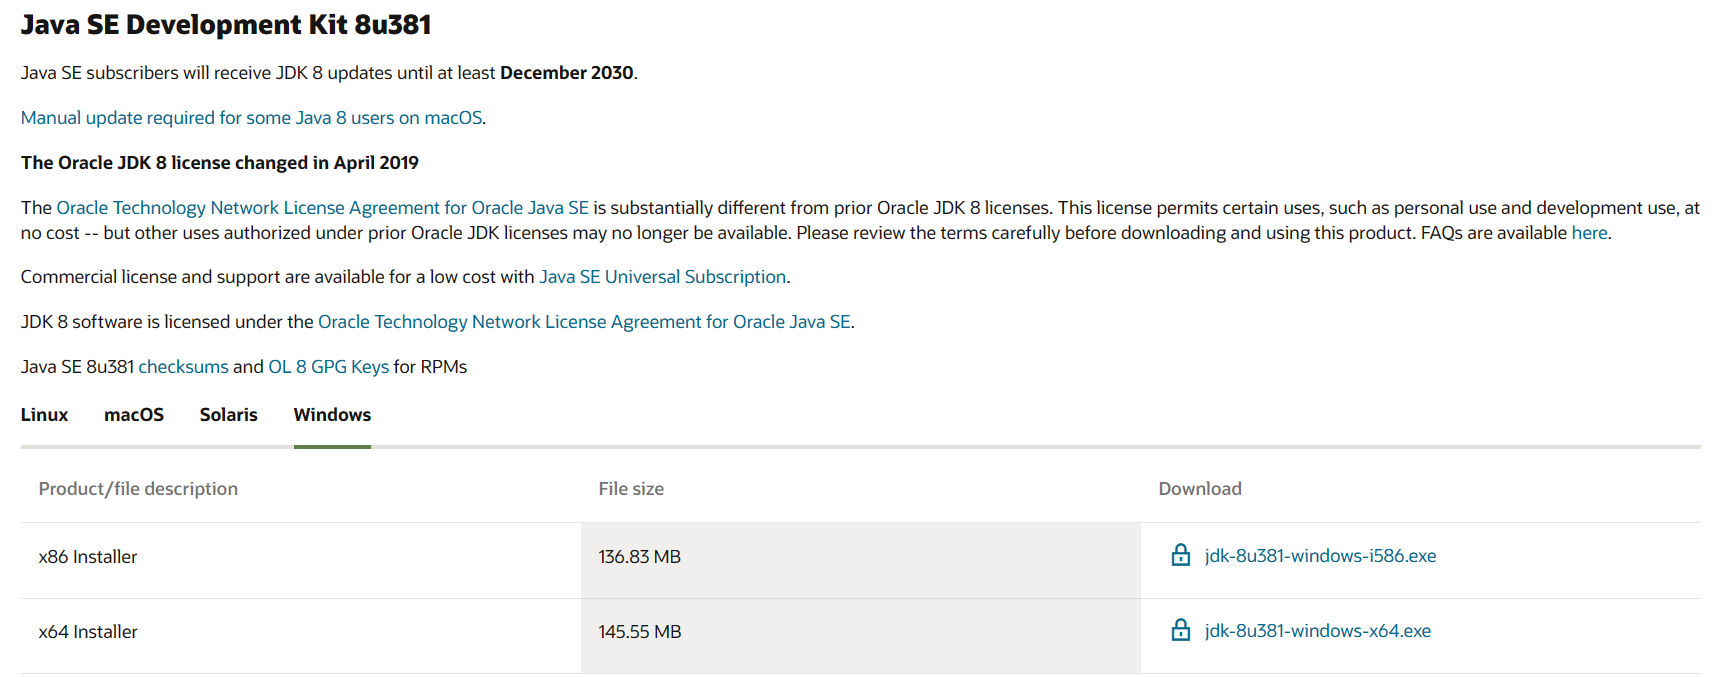 Java SE Development Kit 8u381
Java SE subscribers will receive JDK 8 updates until at least December 2030.
Manual update required for some Java 8 users on macOS.
The Oracle JDK 8 license changed in April 2019
The Oracle Technology Network License Agreement for Oracle Java SE is substantially different from prior Oracle JDK 8 licenses. This license permits certain uses, such as personal use and development use, at
no cost -- but other uses authorized under prior Oracle JDK licenses may no longer be available. Please review the terms carefully before downloading and using this product. FAQs are available here.
Commercial license and support are available for a low cost with Java SE Universal Subscription.
JDK 8 software is licensed under the Oracle Technology Network License Agreement for Oracle Java SE.
Java SE 8u381 checksums and OL 8 GPG Keys for RPMs
Linux macOS Solaris Windows
Product/file description File size Download
x86 Installer 136.83 MB jdk-8u381-windows-i586.exe
x64 Installer 145.55 MB jdk-8u381-windows-x64.exe